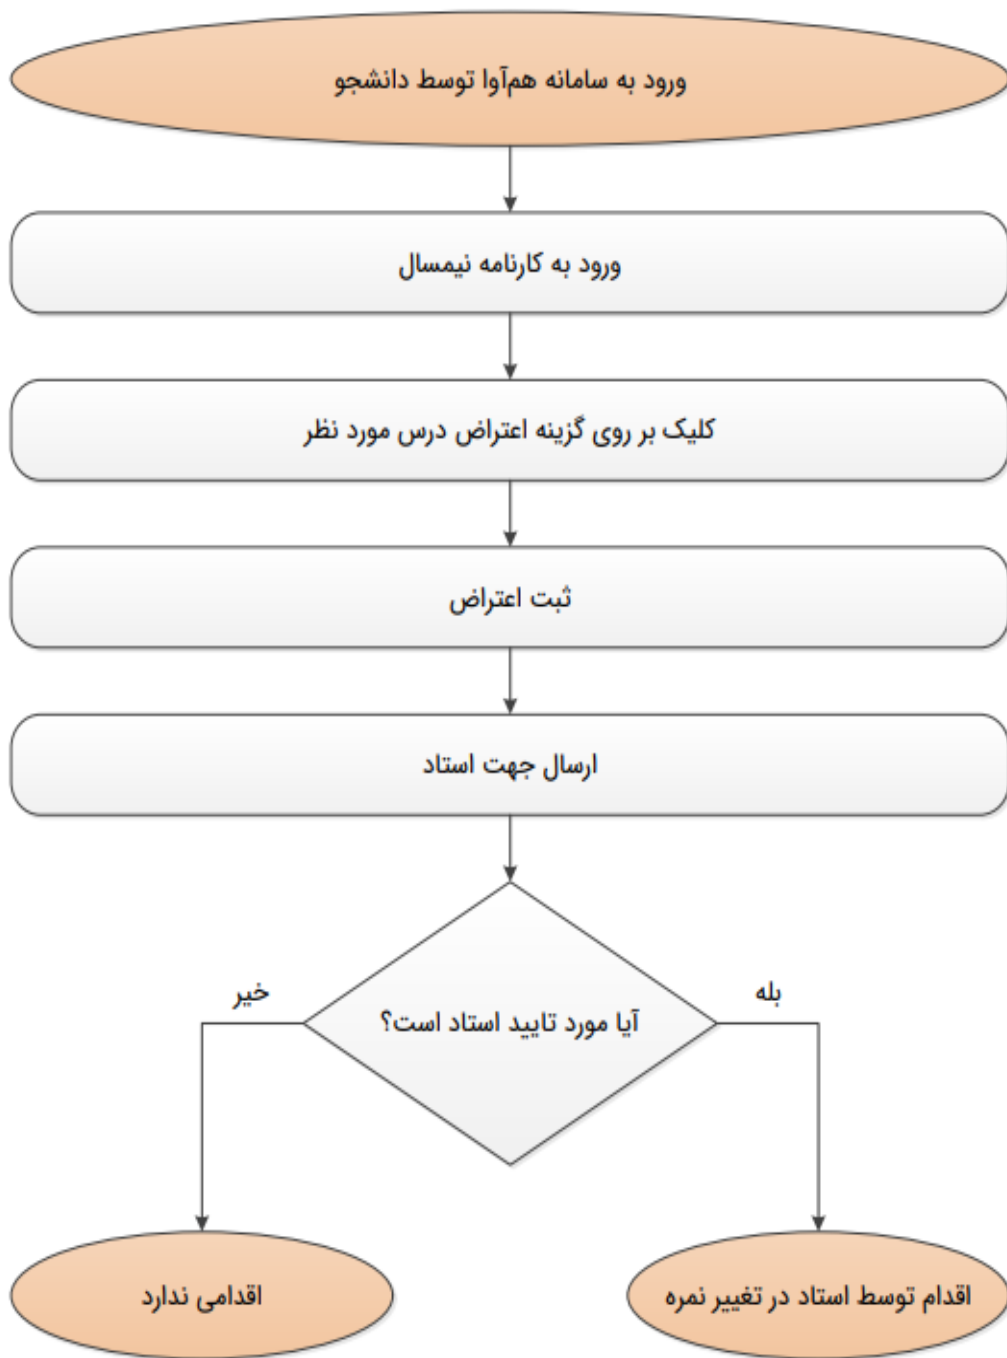 ورود به سامانه هم‌آوا توسط دانشجو
ورود به کارنامه نیمسال
کلیک بر روی گزینه اعتراض درس مورد نظر
ثبت اعتراض
ارسال جهت استاد
آیا مورد تایید استاد است؟
بله
خیر
اقدام توسط استاد در تغییر نمره
اقدامی ندارد